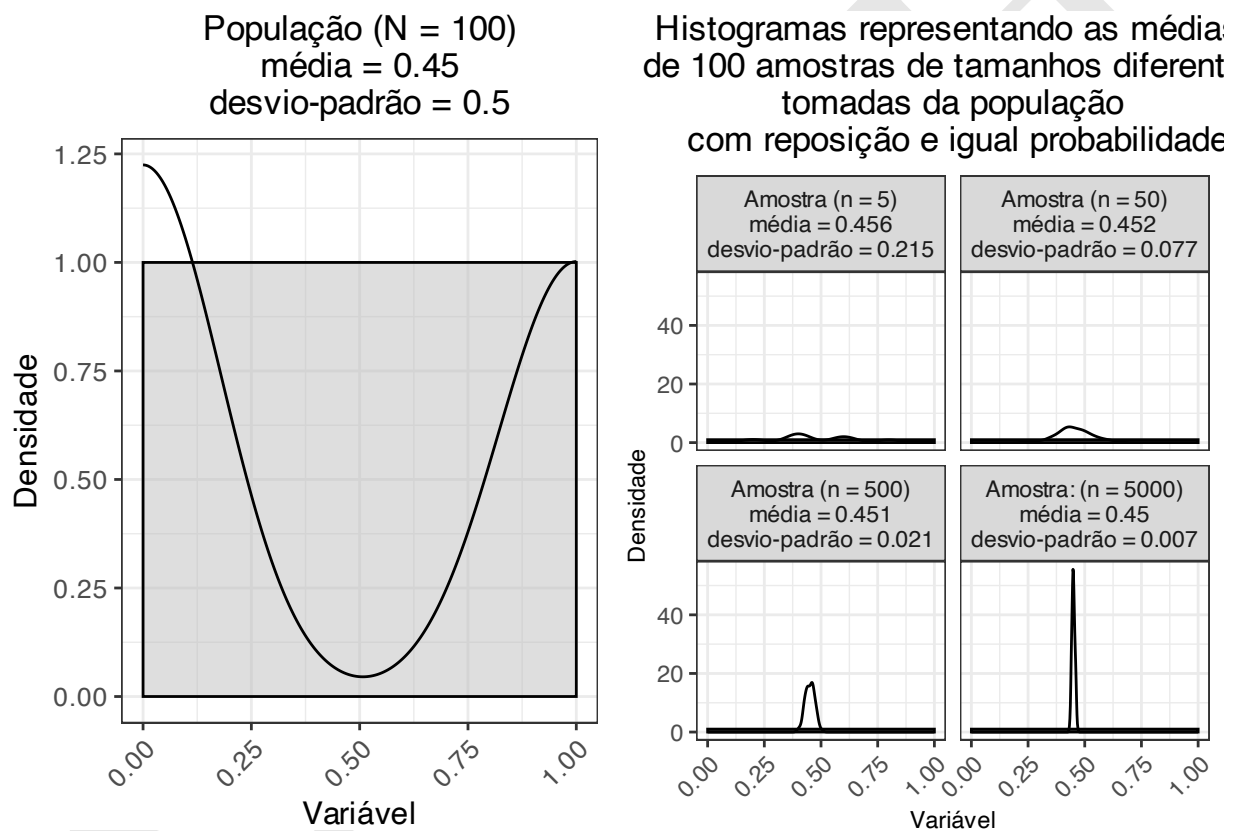 População (N = 100)
média = 0.45
desvio-padrão = 0.5
1.25
1.00
0.75
0.50
0.25
0.00
Densidade
0.00 0.25 0.50 0.75 1.00
Variável
Histogramas representando as médias
de 100 amostras de tamanhos diferent
tomadas da população
com reposição e igual probabilidade
Amostra (n = 5)
média = 0.456
desvio-padrão = 0.215
Amostra (n = 50)
média = 0.452
desvio-padrão = 0.077
40
20
0
Densidade
Amostra (n = 500)
média = 0.451
desvio-padrão = 0.021
Amostra: (n = 5000)
média = 0.45
desvio-padrão = 0.007
40
20
0
0.00 0.25 0.50 0.75 1.00 0.00 0.25 0.50 0.75 1.00
Variável